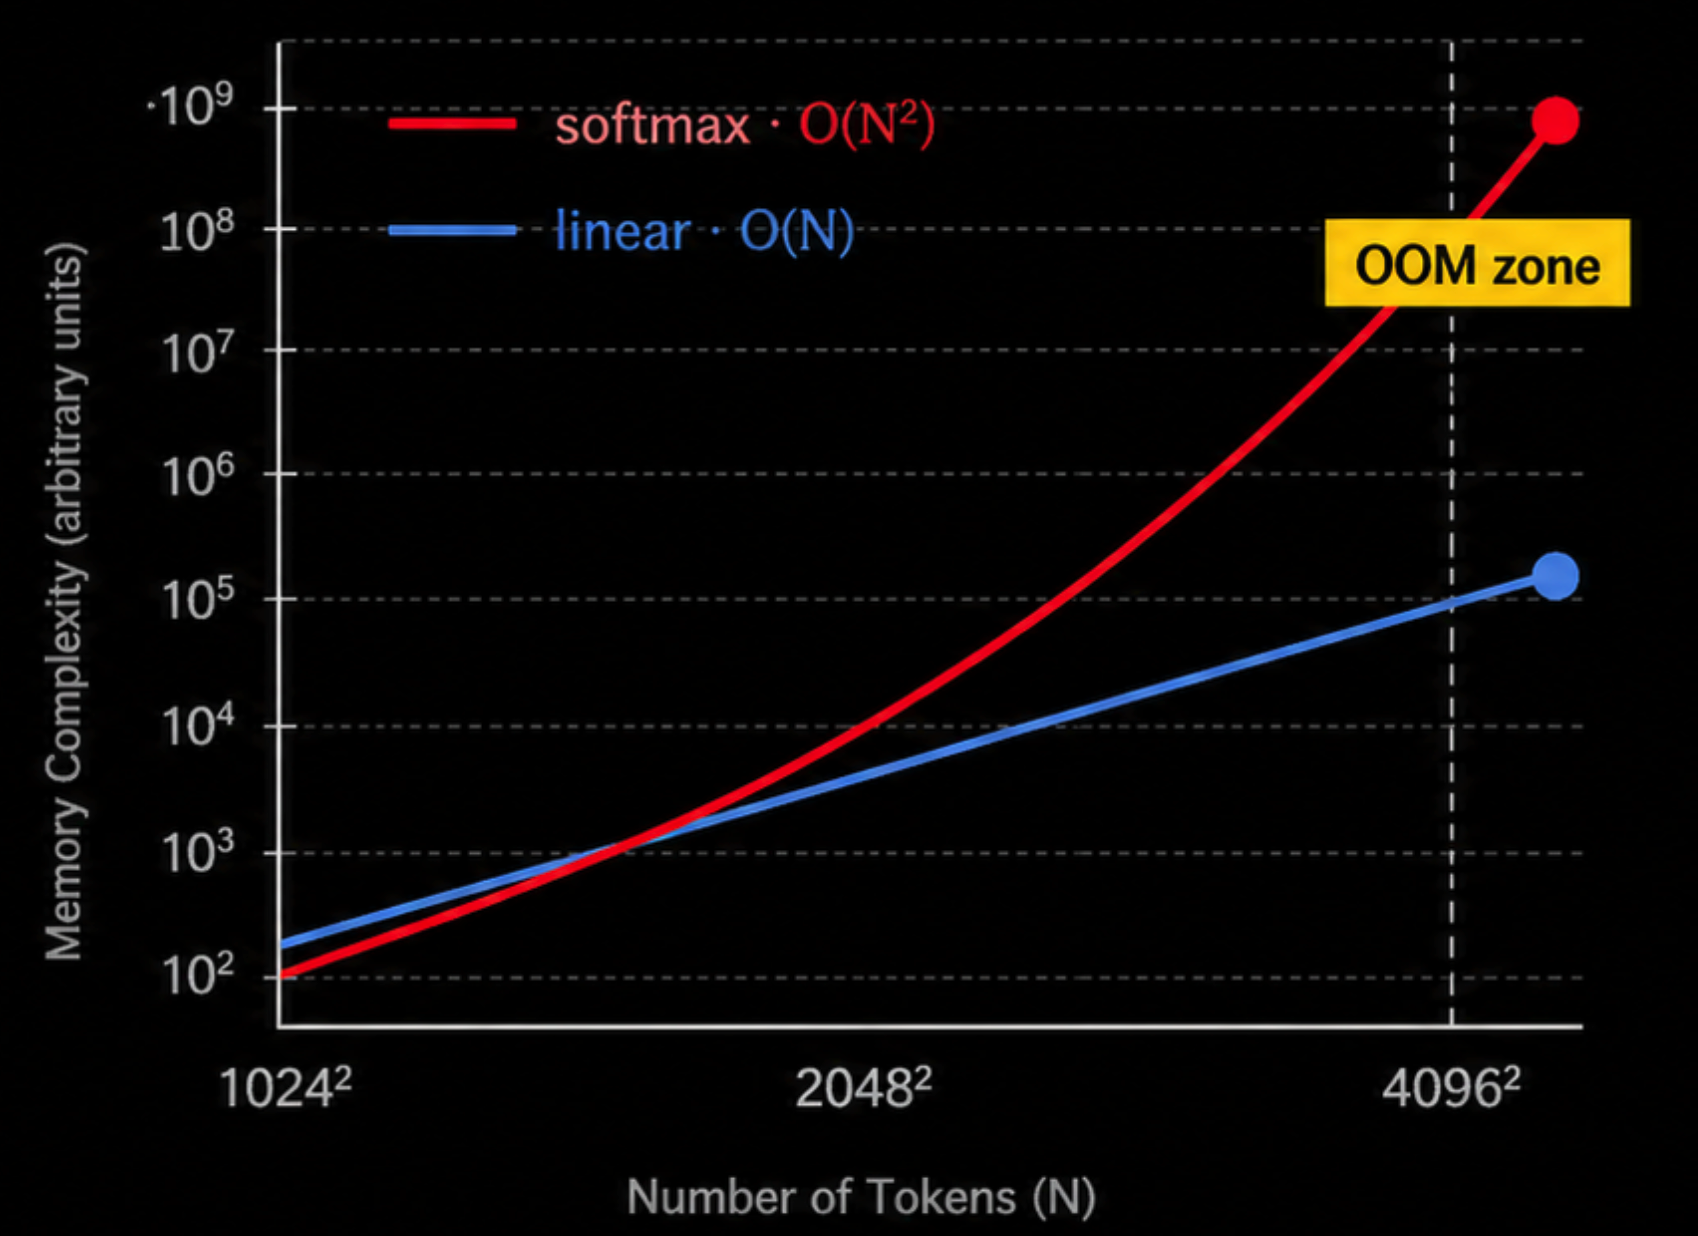 ·10⁹
softmax · O(N²)
10⁸
linear · O(N)
OOM zone
10⁷
10⁶
10⁵
10⁴
10³
10²
Memory Complexity (arbitrary units)
1024² 2048² 4096²
Number of Tokens (N)